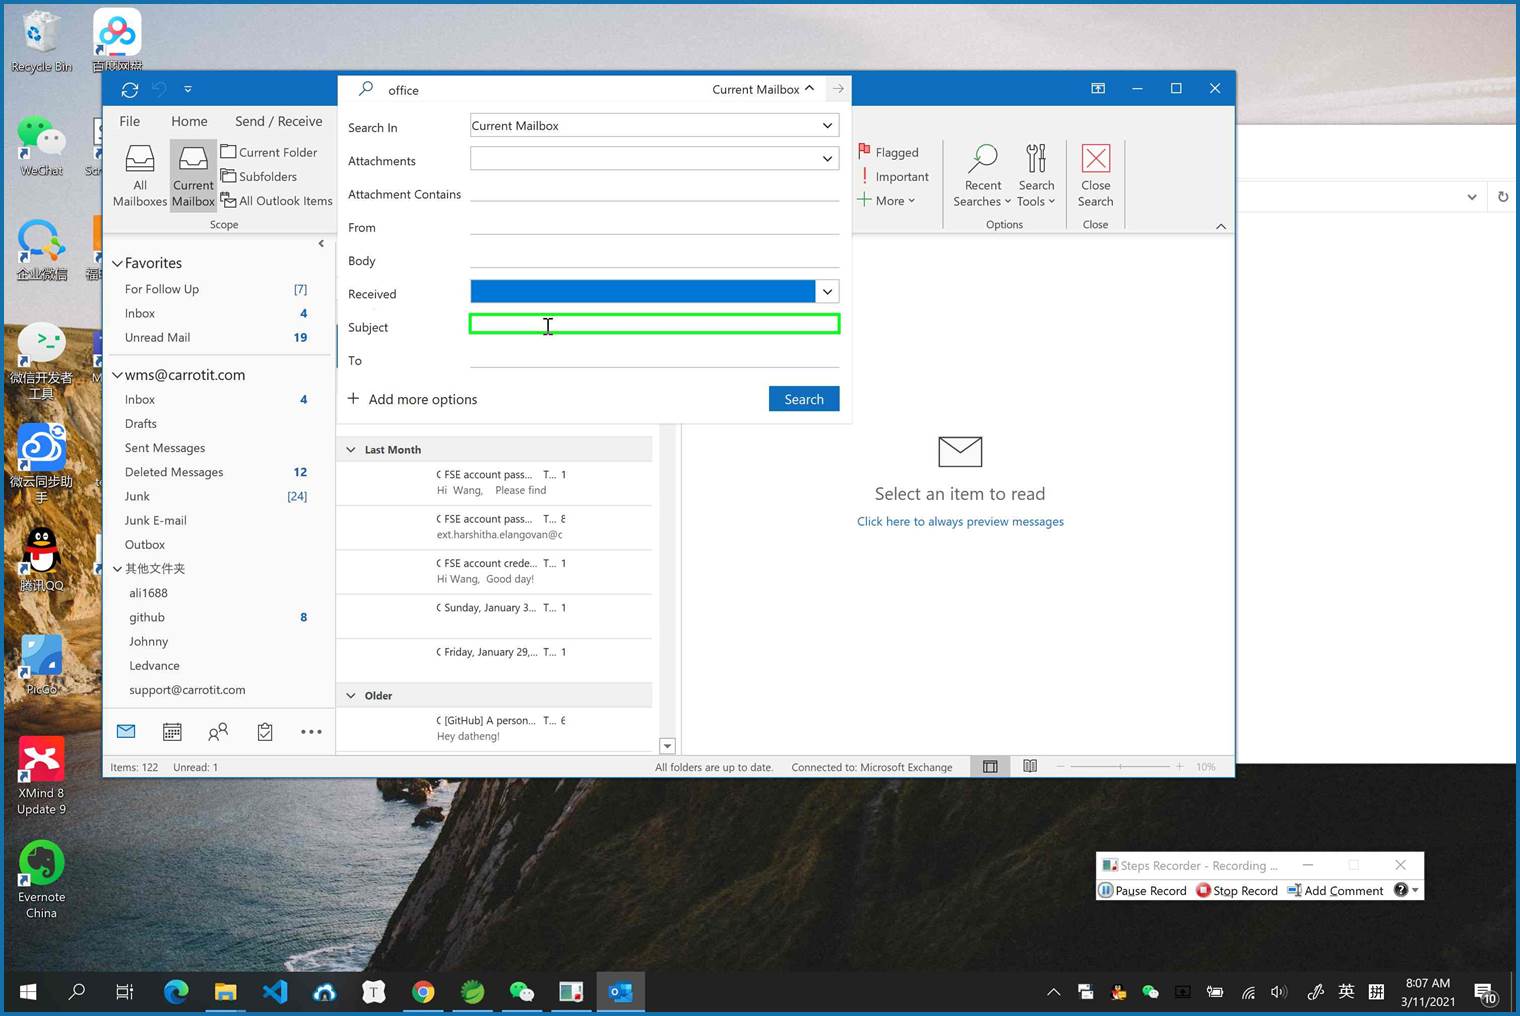 Recycle Bin
百度网盘
WeChat
企业微信
微信开发者
工具
微云同步助
手
腾讯QQ
PicGo
XMind 8
Update 9
Evernote
China
office
Current Mailbox
File
Home
Send / Receive
All
Mailboxes
Current
Mailbox
Current Folder
Subfolders
All Outlook Items
Scope
Search In
Current Mailbox
Attachments
Attachment Contains
From
Body
Received
Subject
To
Add more options
Search
Flagged
Important
More
Recent
Searches
Search
Tools
Options
Close
Search
Close
Favorites
For Follow Up [7]
Inbox 4
Unread Mail 19
wms@carrotit.com
Inbox 4
Drafts
Sent Messages
Deleted Messages 12
Junk [24]
Junk E-mail
Outbox
其他文件夹
ali1688
github 8
Johnny
Ledvance
support@carrotit.com
Last Month
FSE account pass... T... 1
Hi Wang, Please find
FSE account pass... T... 8
ext.harshitha.elangovan@c
FSE account crede... T... 1
Hi Wang, Good day!
Sunday, January 3... T... 1
Friday, January 29,... T... 1
Older
[GitHub] A person... T... 6
Hey datheng!
Select an item to read
Click here to always preview messages
Items: 122 Unread: 1
All folders are up to date. Connected to: Microsoft Exchange
10%
Steps Recorder - Recording ...
Pause Record Stop Record Add Comment
英
拼
8:07 AM
3/11/2021
10